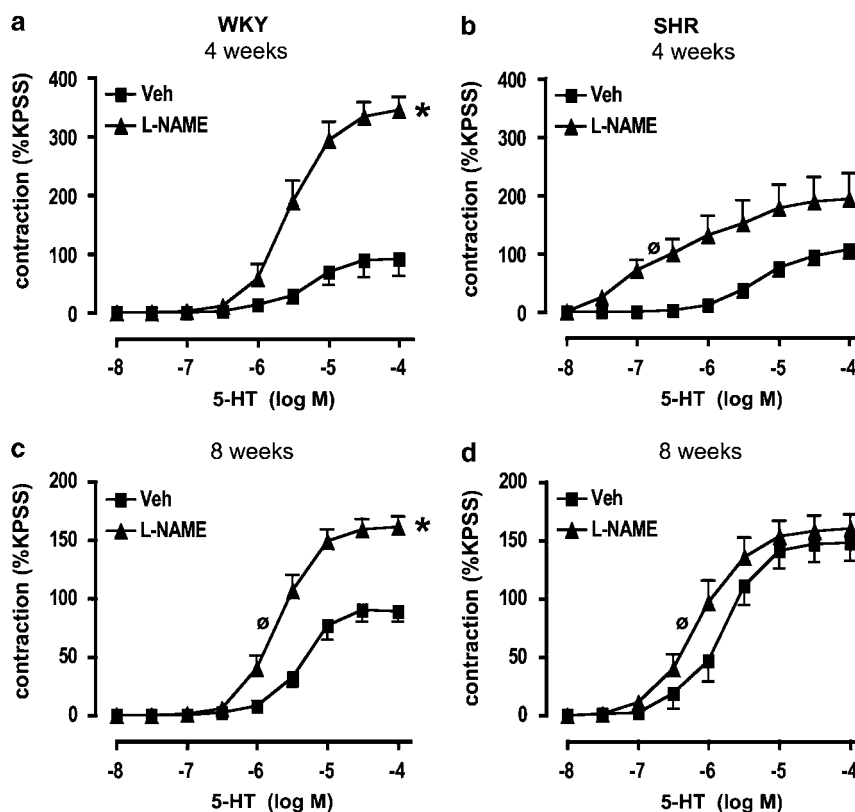 a
WKY
4 weeks
b
SHR
4 weeks
contraction (%KPSS)
400
300
200
100
0
Veh
L-NAME
*
-8 -7 -6 -5 -4
5-HT (log M)
contraction (%KPSS)
400
300
200
100
0
Veh
L-NAME
ø
-8 -7 -6 -5 -4
5-HT (log M)
c
8 weeks
d
8 weeks
contraction (%KPSS)
200
150
100
50
0
Veh
L-NAME
ø
*
-8 -7 -6 -5 -4
5-HT (log M)
contraction (%KPSS)
200
150
100
50
0
Veh
L-NAME
ø
-8 -7 -6 -5 -4
5-HT (log M)